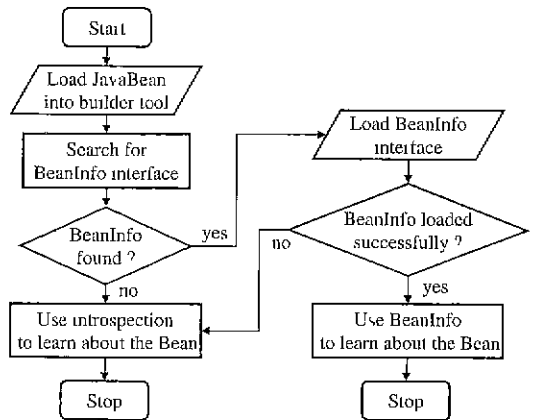 Start
Load JavaBean
into builder tool
Search for
BeanInfo interface
BeanInfo
found ?
yes
no
Use introspection
to learn about the Bean
Stop
Load BeanInfo
interface
BeanInfo loaded
successfully ?
no
yes
Use BeanInfo
to learn about the Bean
Stop